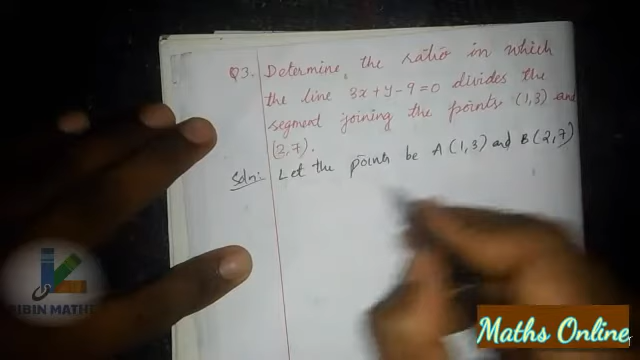 Q3. Determine the ratio in which
the line 3x+y-9=0 divides the
segment joining the points (1,3) and
(2,7).
Soln: Let the points be A (1,3) and B(2,7)
BIBIN MATHS
Maths Online